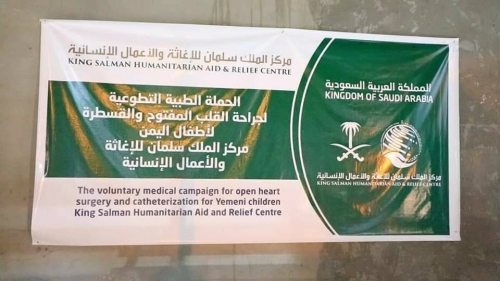 مركز الملك سلمان للإغاثة والأعمال الإنسانية
KING SALMAN HUMANITARIAN AID & RELIEF CENTRE
الحملة الطبية التطوعية
لجراحة القلب المفتوح والقسطرة
لأطفال اليمن
مركز الملك سلمان للإغاثة
والأعمال الإنسانية
The voluntary medical campaign for open heart
surgery and catheterization for Yemeni children
King Salman Humanitarian Aid and Relief Centre
المملكة العربية السعودية
KINGDOM OF SAUDI ARABIA
مركز الملك سلمان للإغاثة والأعمال الإنسانية
KING SALMAN HUMANITARIAN AID & RELIEF CENTRE